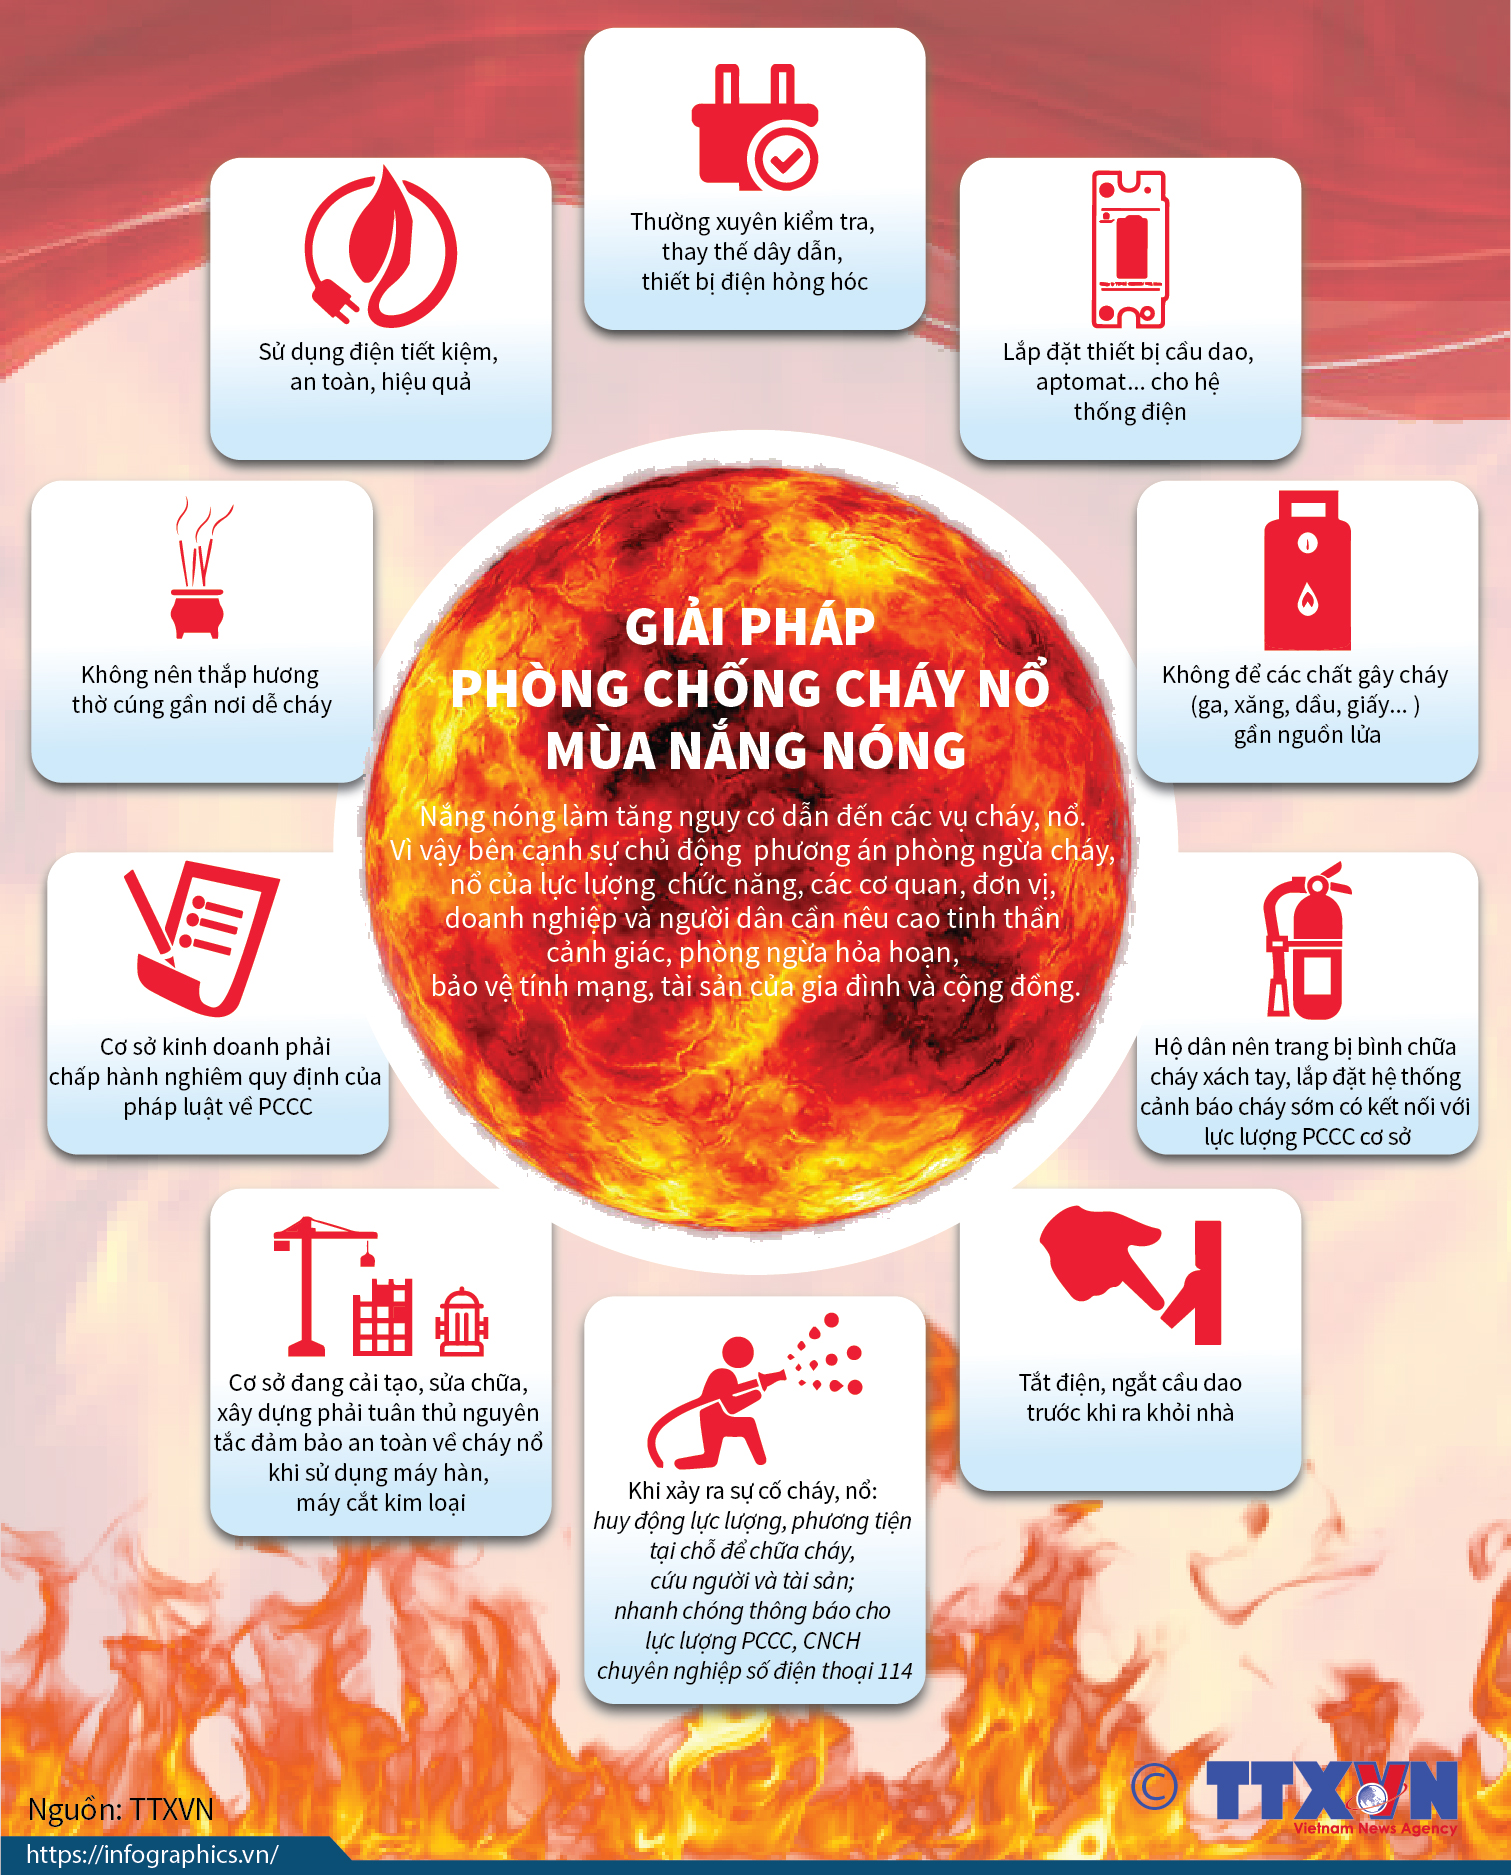 Thường xuyên kiểm tra,
thay thế dây dẫn,
thiết bị điện hỏng hóc
Sử dụng điện tiết kiệm,
an toàn, hiệu quả
Lắp đặt thiết bị cầu dao,
aptomat... cho hệ
thống điện
Không nên thắp hương
thờ cúng gần nơi dễ cháy
Không để các chất gây cháy
(ga, xăng, dầu, giấy... )
gần nguồn lửa
GIẢI PHÁP
PHÒNG CHỐNG CHÁY NỔ
MÙA NẮNG NÓNG
Nắng nóng làm tăng nguy cơ dẫn đến các vụ cháy, nổ.
Vì vậy bên cạnh sự chủ động phương án phòng ngừa cháy,
nổ của lực lượng chức năng, các cơ quan, đơn vị,
doanh nghiệp và người dân cần nêu cao tinh thần
cảnh giác, phòng ngừa hỏa hoạn,
bảo vệ tính mạng, tài sản của gia đình và cộng đồng.
Cơ sở kinh doanh phải
chấp hành nghiêm quy định của
pháp luật về PCCC
Hộ dân nên trang bị bình chữa
cháy xách tay, lắp đặt hệ thống
cảnh báo cháy sớm có kết nối với
lực lượng PCCC cơ sở
Cơ sở đang cải tạo, sửa chữa,
xây dựng phải tuân thủ nguyên
tắc đảm bảo an toàn về cháy nổ
khi sử dụng máy hàn,
máy cắt kim loại
Tắt điện, ngắt cầu dao
trước khi ra khỏi nhà
Khi xảy ra sự cố cháy, nổ:
huy động lực lượng, phương tiện
tại chỗ để chữa cháy,
cứu người và tài sản;
nhanh chóng thông báo cho
lực lượng PCCC, CNCH
chuyên nghiệp số điện thoại 114
Nguồn: TTXVN
https://infographics.vn/
© TTXVN
Vietnam News Agency